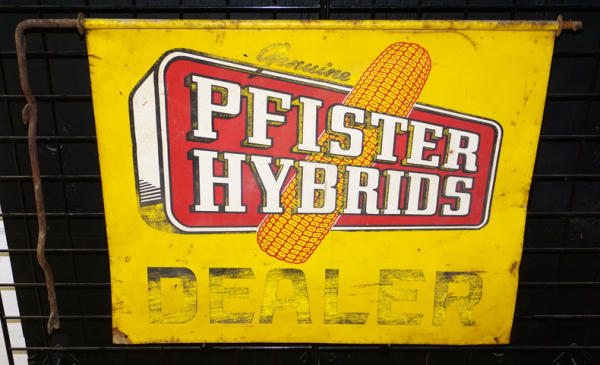 Genuine
PFISTER
HYBRIDS
DEALER